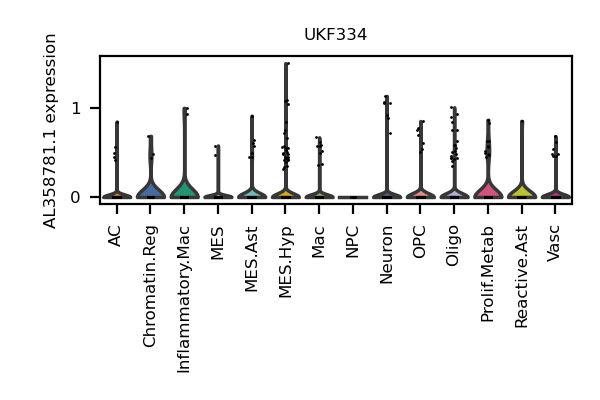 UKF334
AL358781.1 expression
1
0
AC
Chromatin.Reg
Inflammatory.Mac
MES
MES.Ast
MES.Hyp
Mac
NPC
Neuron
OPC
Oligo
Prolif.Metab
Reactive.Ast
Vasc